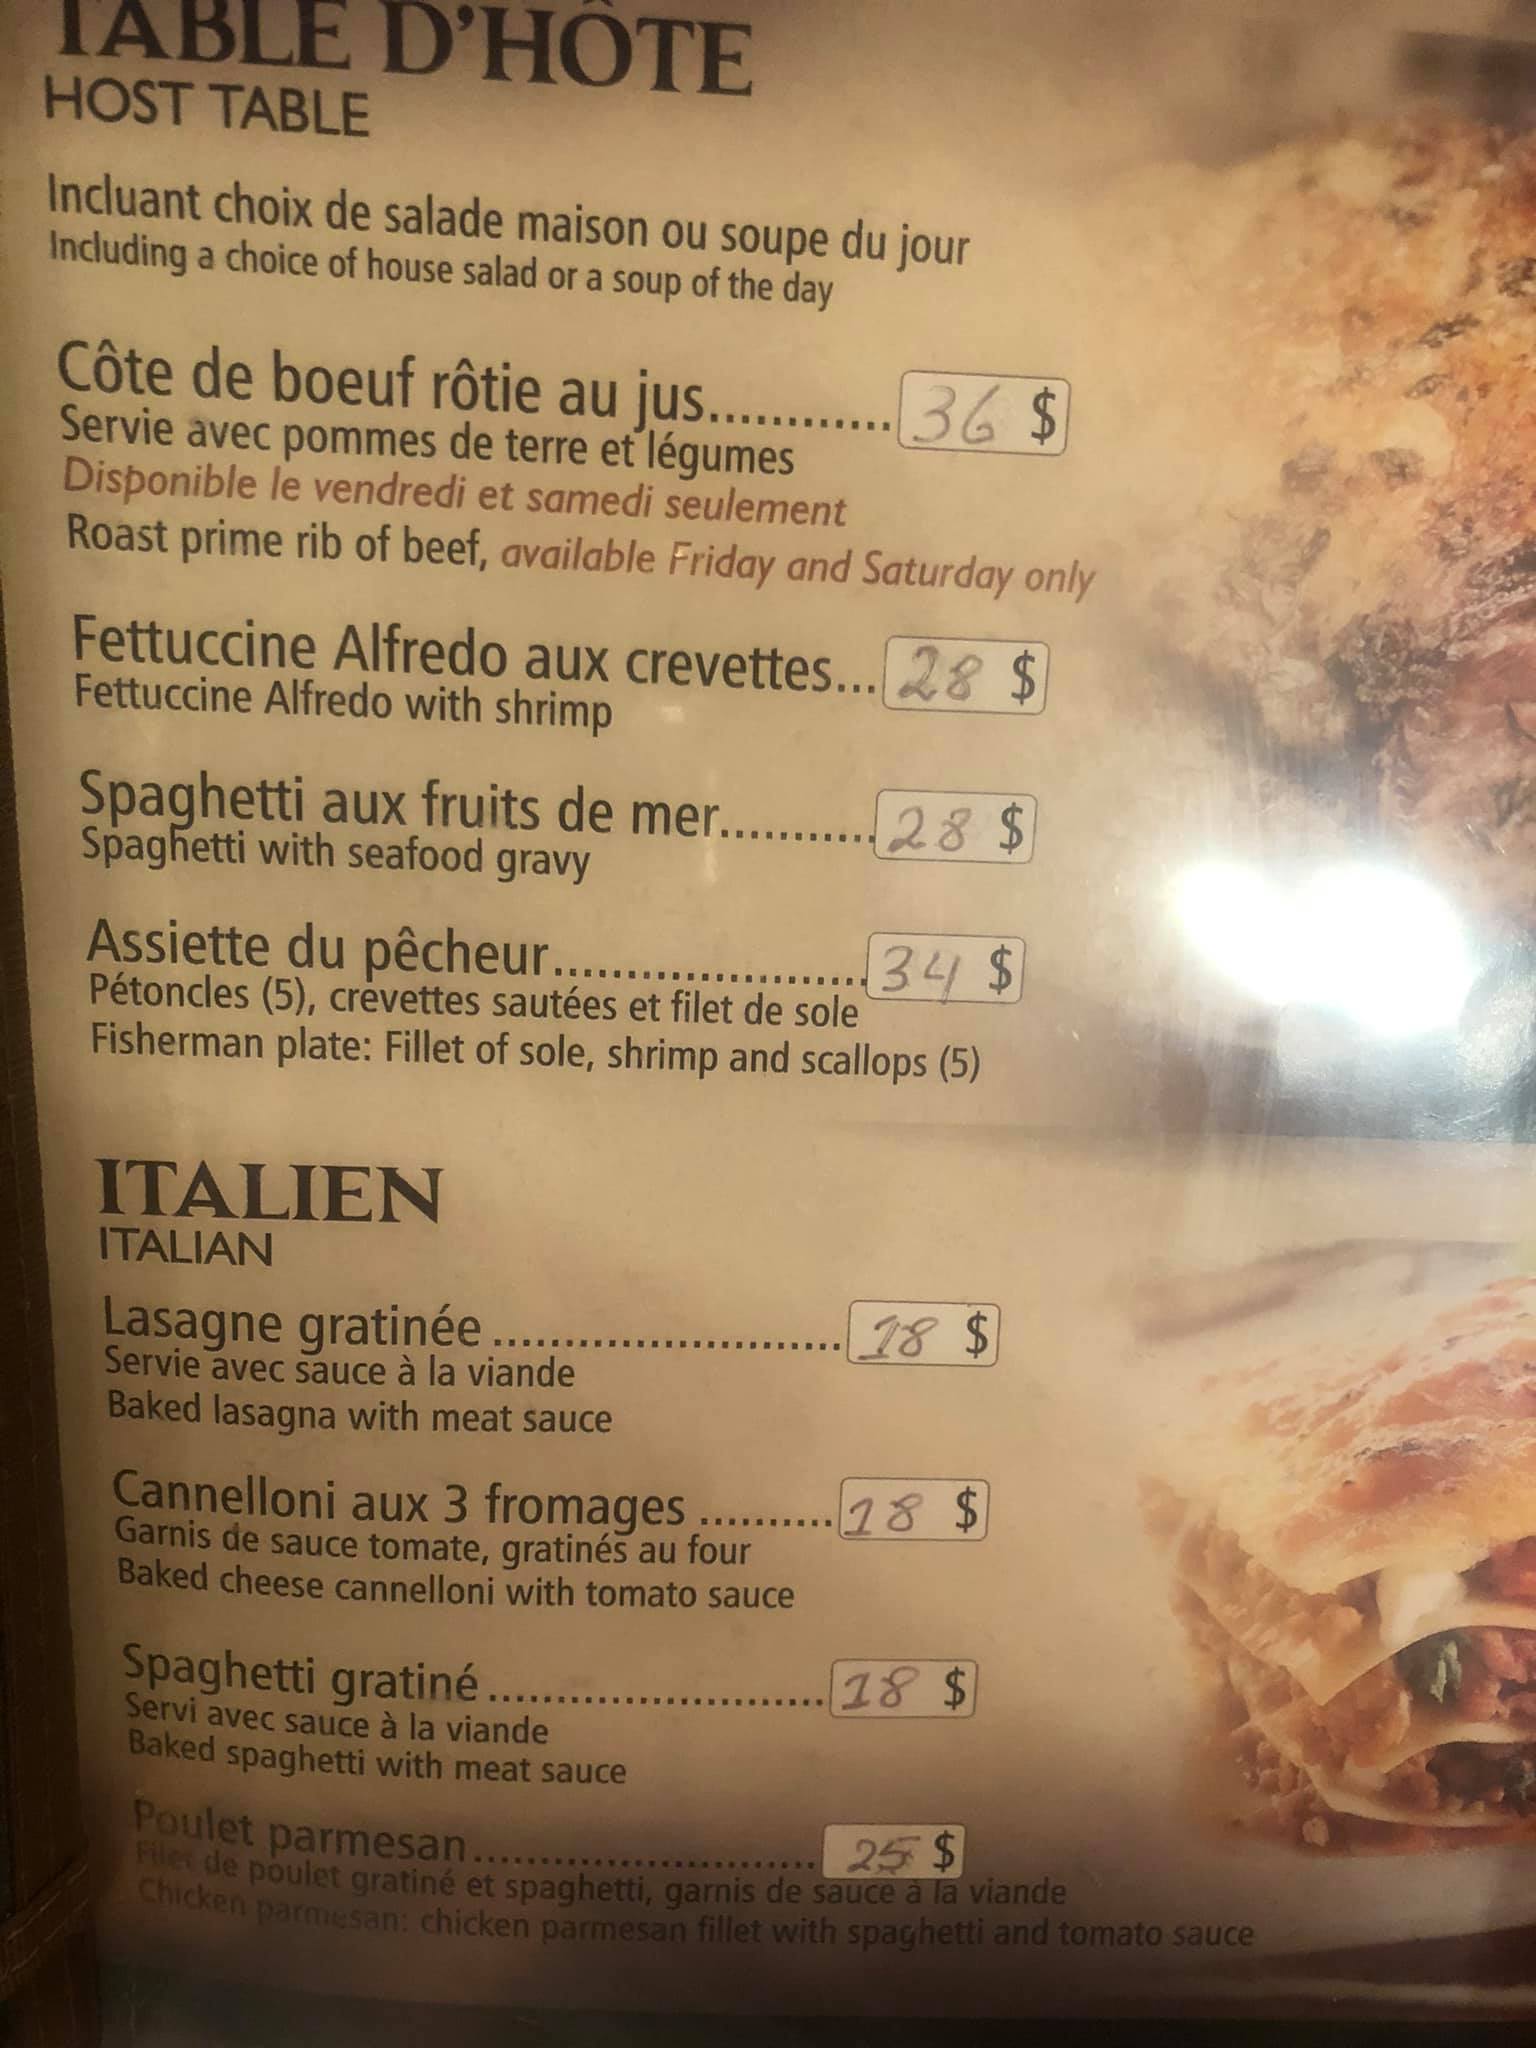 TABLE D'HÔTE
HOST TABLE
Incluant choix de salade maison ou soupe du jour
Including a choice of house salad or a soup of the day
Côte de boeuf rôtie au jus............ 36 $
Servie avec pommes de terre et légumes
Disponible le vendredi et samedi seulement
Roast prime rib of beef, available Friday and Saturday only
Fettuccine Alfredo aux crevettes... 28 $
Fettuccine Alfredo with shrimp
Spaghetti aux fruits de mer........... 28 $
Spaghetti with seafood gravy
Assiette du pêcheur...................... 34 $
Pétoncles (5), crevettes sautées et filet de sole
Fisherman plate: Fillet of sole, shrimp and scallops (5)
ITALIEN
ITALIAN
Lasagne gratinée ........................ 18 $
Servie avec sauce à la viande
Baked lasagna with meat sauce
Cannelloni aux 3 fromages .......... 18 $
Garnis de sauce tomate, gratinés au four
Baked cheese cannelloni with tomato sauce
Spaghetti gratiné ........................ 18 $
Servi avec sauce à la viande
Baked spaghetti with meat sauce
Poulet parmesan.......................... 25 $
Filet de poulet gratiné et spaghetti, garnis de sauce à la viande
Chicken parmesan: chicken parmesan fillet with spaghetti and tomato sauce